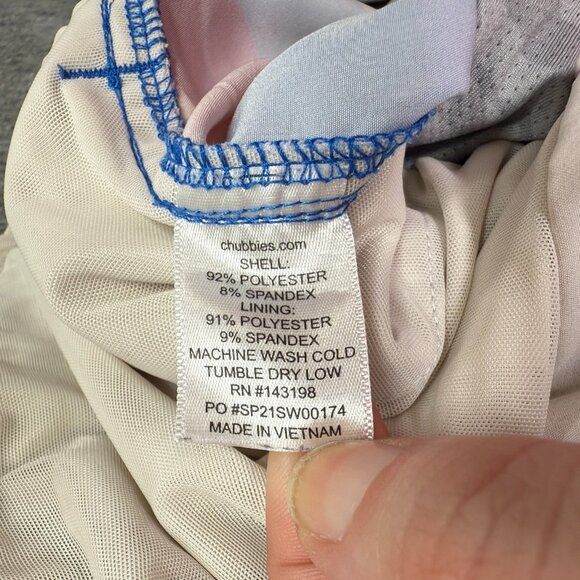 chubbies.com
SHELL:
92% POLYESTER
8% SPANDEX
LINING:
91% POLYESTER
9% SPANDEX
MACHINE WASH COLD
TUMBLE DRY LOW
RN #143198
PO #SP21SW00174
MADE IN VIETNAM